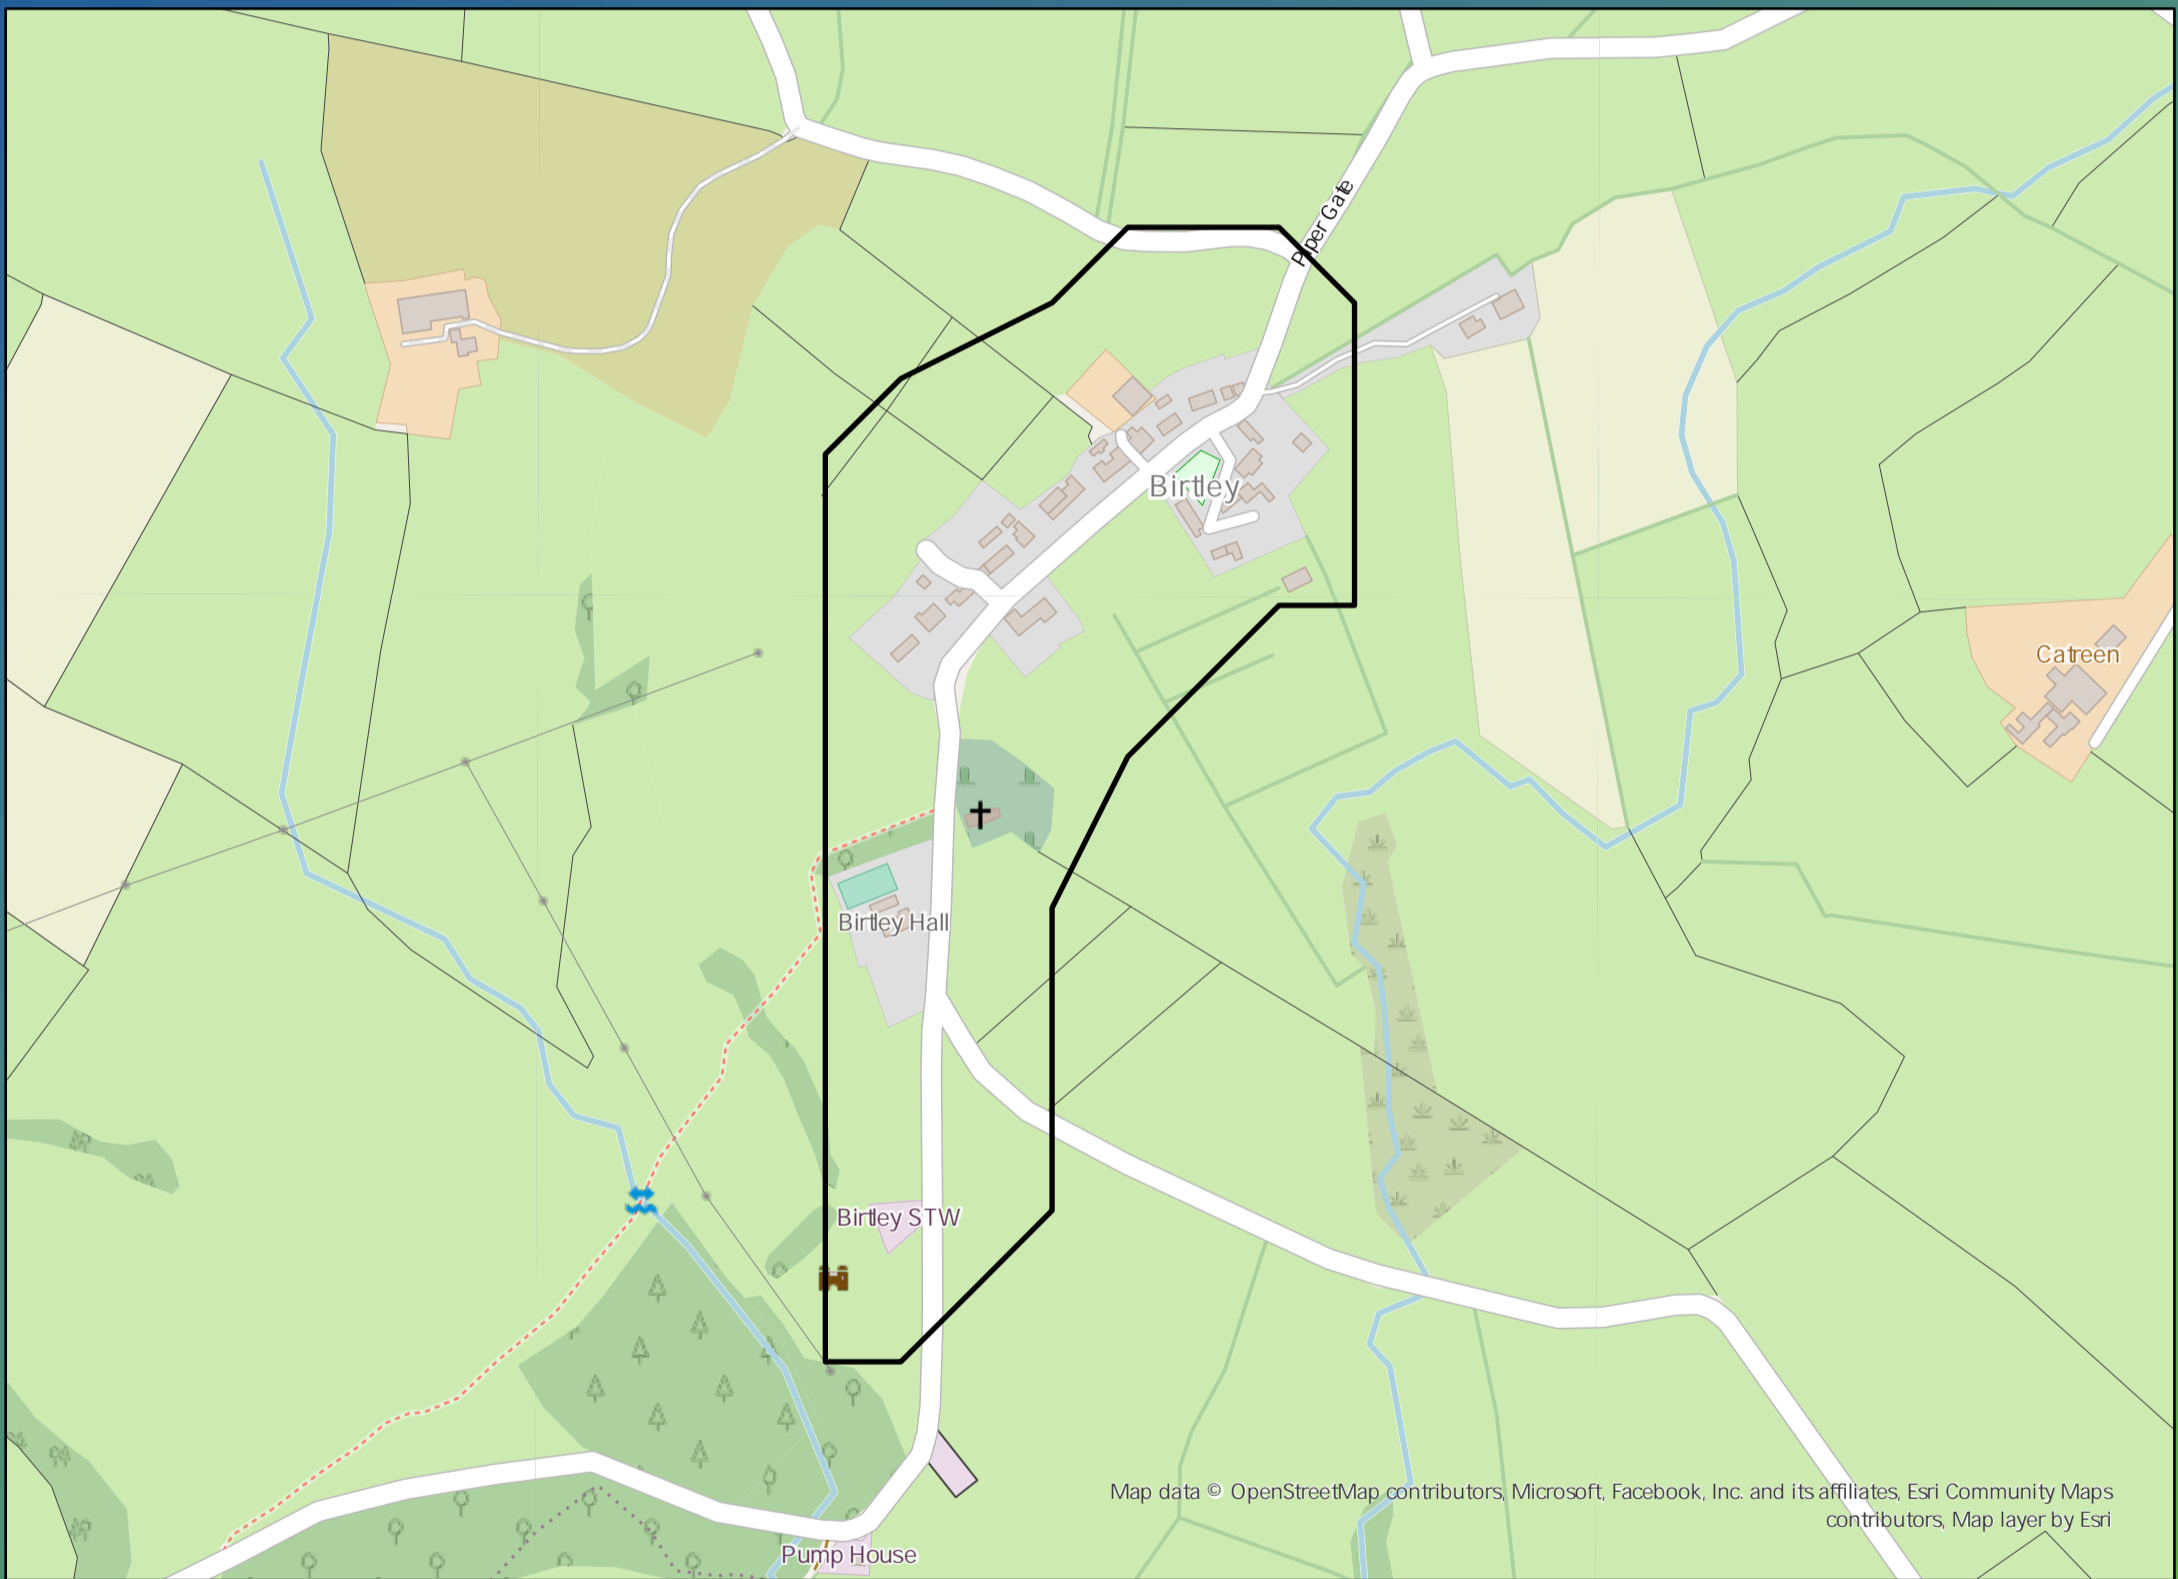 Piper Gate
Birtley
Catreen
Birtley Hall
Birtley STW
Map data © OpenStreetMap contributors, Microsoft, Facebook, Inc. and its affiliates, Esri Community Maps
contributors, Map layer by Esri
Pump House